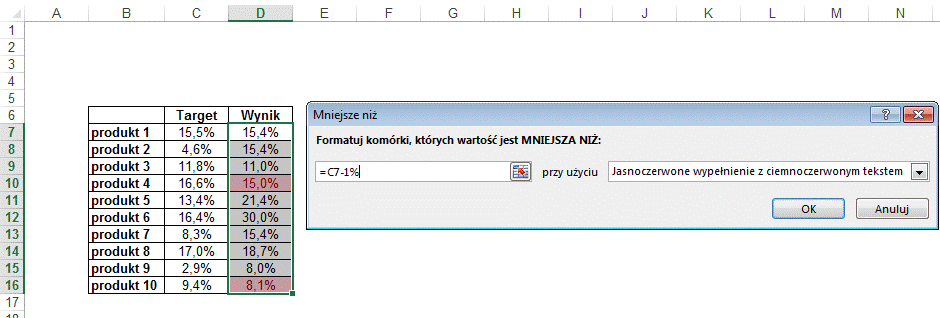 A B C D E F G H I J K L M N
1
2
3
4
5
6 Target Wynik
7 produkt 1 15,5% 15,4%
8 produkt 2 4,6% 15,4%
9 produkt 3 11,8% 11,0%
10 produkt 4 16,6% 15,0%
11 produkt 5 13,4% 21,4%
12 produkt 6 16,4% 30,0%
13 produkt 7 8,3% 15,4%
14 produkt 8 17,0% 18,7%
15 produkt 9 2,9% 8,0%
16 produkt 10 9,4% 8,1%
17
18
Mniejsze niż
Formatuj komórki, których wartość jest MNIEJSZA NIŻ:
=C7-1% przy użyciu Jasnoczerwone wypełnienie z ciemnoczerwonym tekstem
OK Anuluj